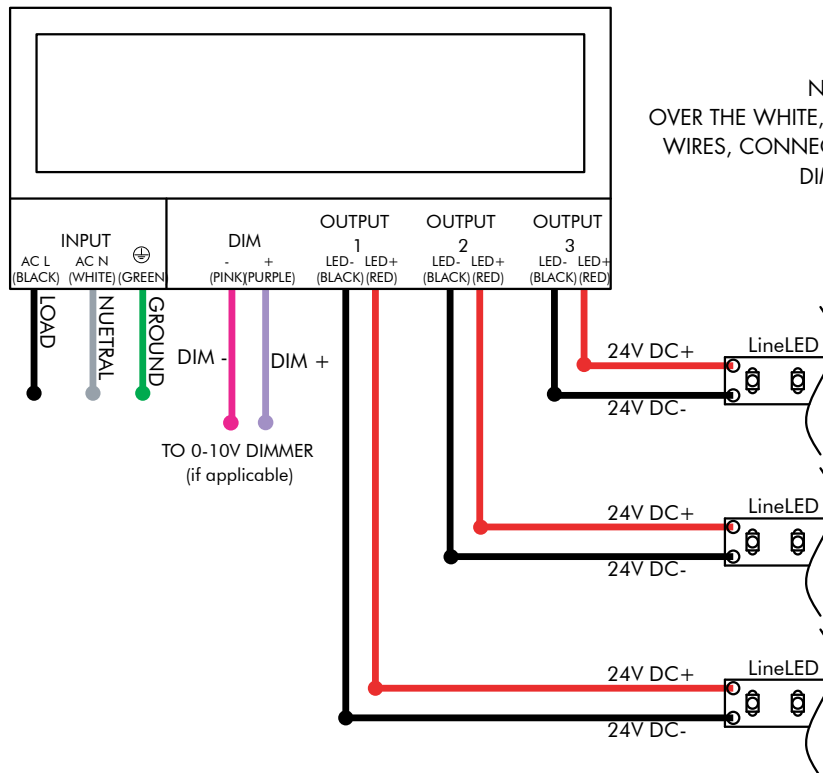 N
OVER THE WHITE,
WIRES, CONNEC
DIM
INPUT
AC L
(BLACK)
AC N
(WHITE)
(GREEN)
DIM
-
(PINK)
+
(PURPLE)
OUTPUT
1
LED- LED+
(BLACK) (RED)
OUTPUT
2
LED- LED+
(BLACK) (RED)
OUTPUT
3
LED- LED+
(BLACK) (RED)
LOAD
NUETRAL
GROUND
DIM -
DIM +
TO 0-10V DIMMER
(if applicable)
24V DC+
LineLED
24V DC-
24V DC+
LineLED
24V DC-
24V DC+
LineLED
24V DC-